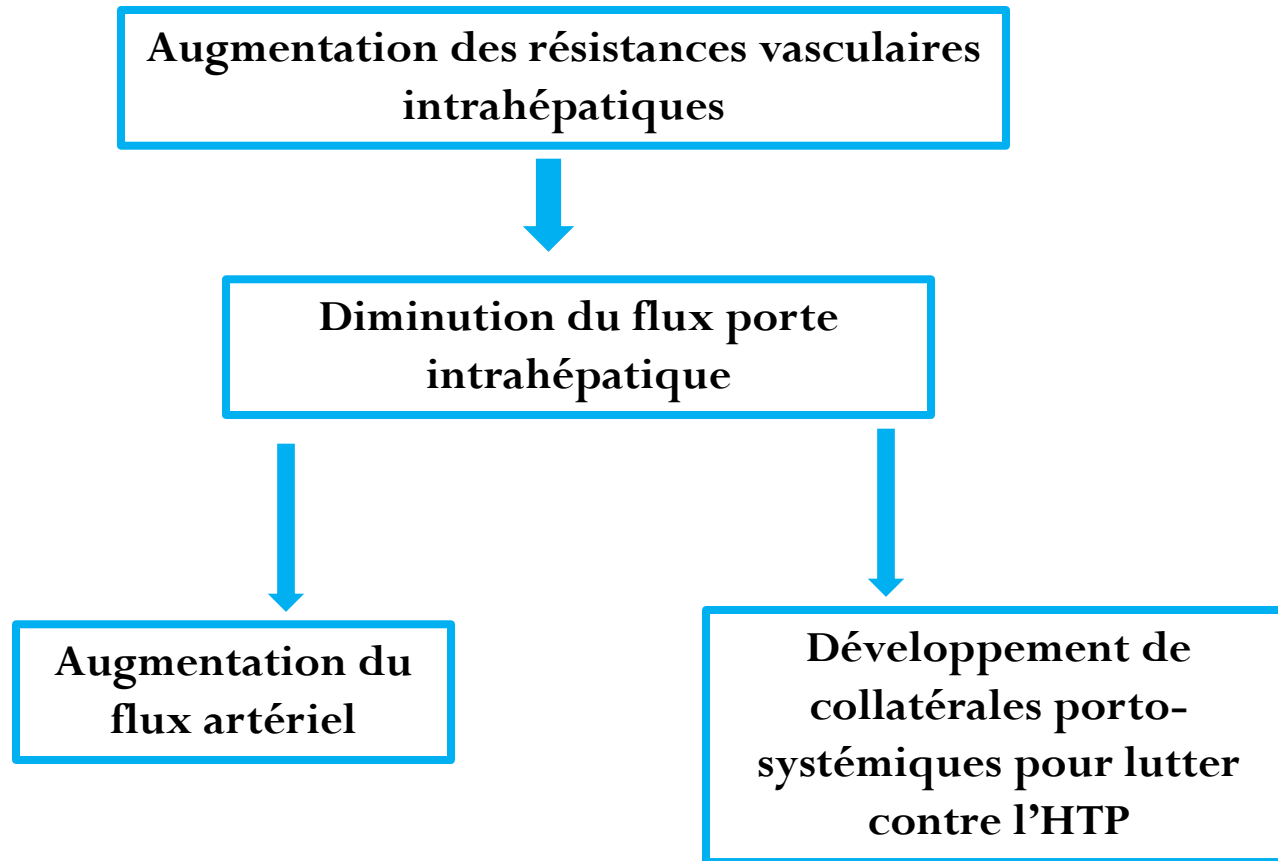 Augmentation des résistances vasculaires
intrahépatiques
Diminution du flux porte
intrahépatique
Augmentation du
flux artériel
Développement de
collatérales porto-
systémiques pour lutter
contre l’HTP